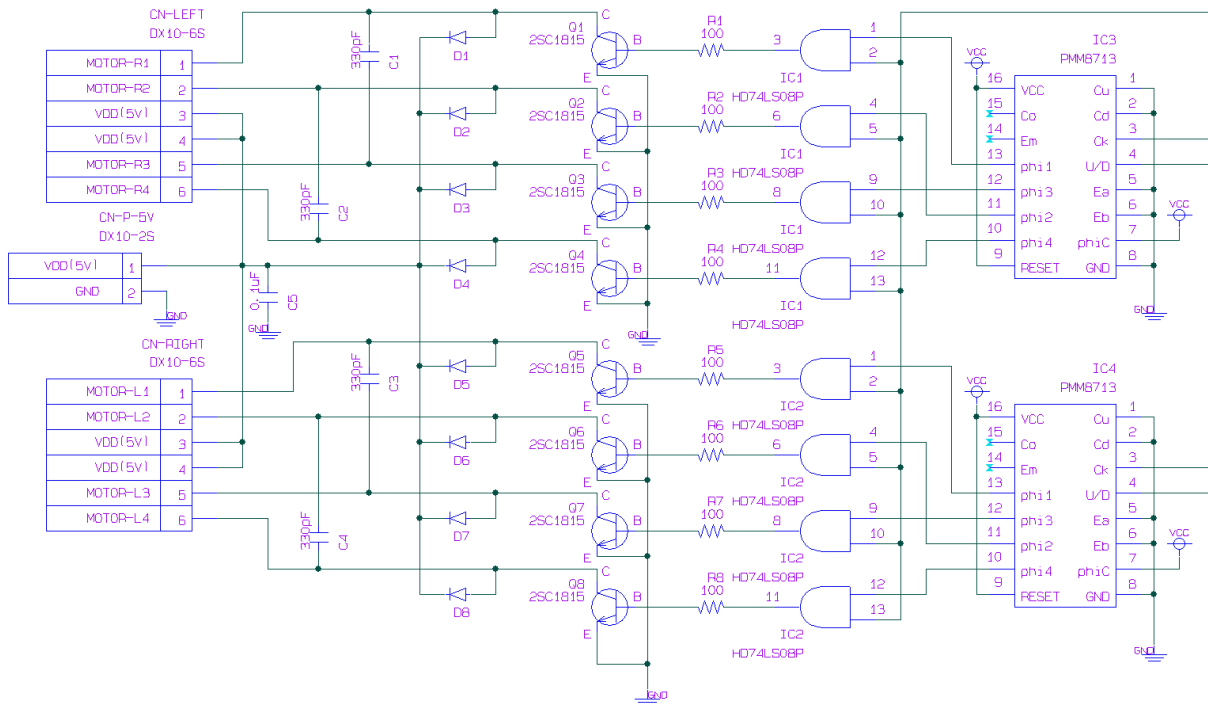 CN-LEFT
DX10-6S
MOTOR-R1 1
MOTOR-R2 2
VDD(5V) 3
VDD(5V) 4
MOTOR-R3 5
MOTOR-R4 6
CN-P-5V
DX10-2S
VDD(5V) 1
GND 2
GND
0.1uF
C5
GND
CN-RIGHT
DX10-6S
MOTOR-L1 1
MOTOR-L2 2
VDD(5V) 3
VDD(5V) 4
MOTOR-L3 5
MOTOR-L4 6
330pF
C1
330pF
C2
330pF
C3
330pF
C4
D1
D2
D3
D4
D5
D6
D7
D8
C
Q1
2SC1815
B
E
C
Q2
2SC1815
B
E
C
Q3
2SC1815
B
E
C
Q4
2SC1815
B
E
GND
C
Q5
2SC1815
B
E
C
Q6
2SC1815
B
E
C
Q7
2SC1815
B
E
C
Q8
2SC1815
B
E
GND
R1
100
3
1
2
IC1
HD74LS08P
R2
100
6
4
5
IC1
HD74LS08P
R3
100
8
9
10
IC1
HD74LS08P
R4
100
11
12
13
IC1
HD74LS08P
R5
100
3
1
2
IC2
HD74LS08P
R6
100
6
4
5
IC2
HD74LS08P
R7
100
8
9
10
IC2
HD74LS08P
R8
100
11
12
13
IC2
HD74LS08P
IC3
PMM8713
VCC
16 VCC Cu 1
15 Co Cd 2
14 Em Ck 3
13 phi1 U/D 4
12 phi3 Ea 5
11 phi2 Eb 6
10 phi4 phiC 7
9 RESET GND 8
VCC
GND
IC4
PMM8713
VCC
16 VCC Cu 1
15 Co Cd 2
14 Em Ck 3
13 phi1 U/D 4
12 phi3 Ea 5
11 phi2 Eb 6
10 phi4 phiC 7
9 RESET GND 8
VCC
GND